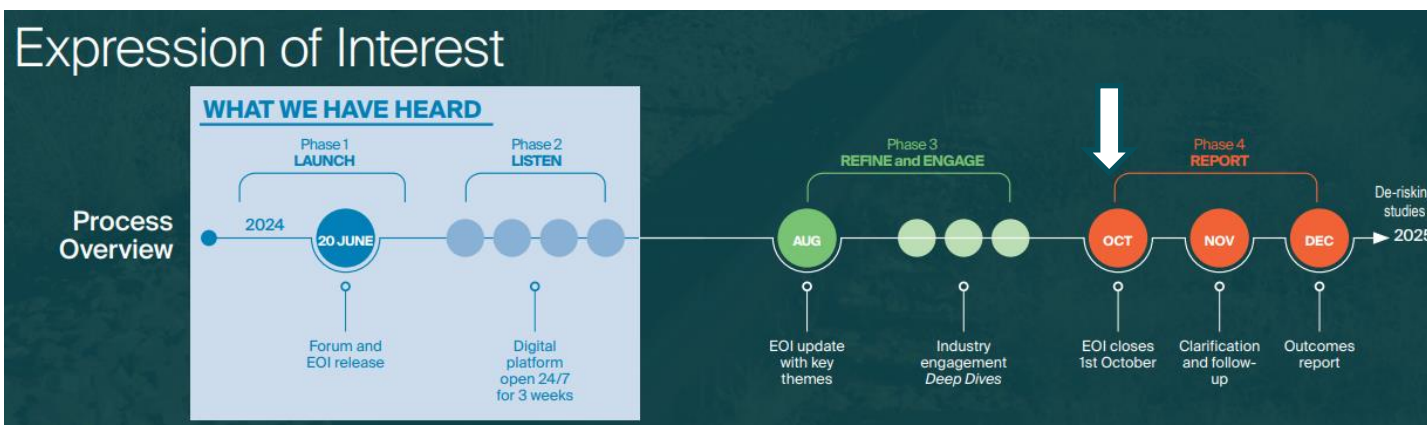 Expression of Interest
WHAT WE HAVE HEARD
Phase 1
LAUNCH
Phase 2
LISTEN
Phase 3
REFINE and ENGAGE
Phase 4
REPORT
Process
Overview
2024
20 JUNE
AUG
OCT
NOV
DEC
De-riskin
studies
2025
Forum and
EOI release
Digital
platform
open 24/7
for 3 weeks
EOI update
with key
themes
Industry
engagement
Deep Dives
EOI closes
1st October
Clarification
and follow-
up
Outcomes
report